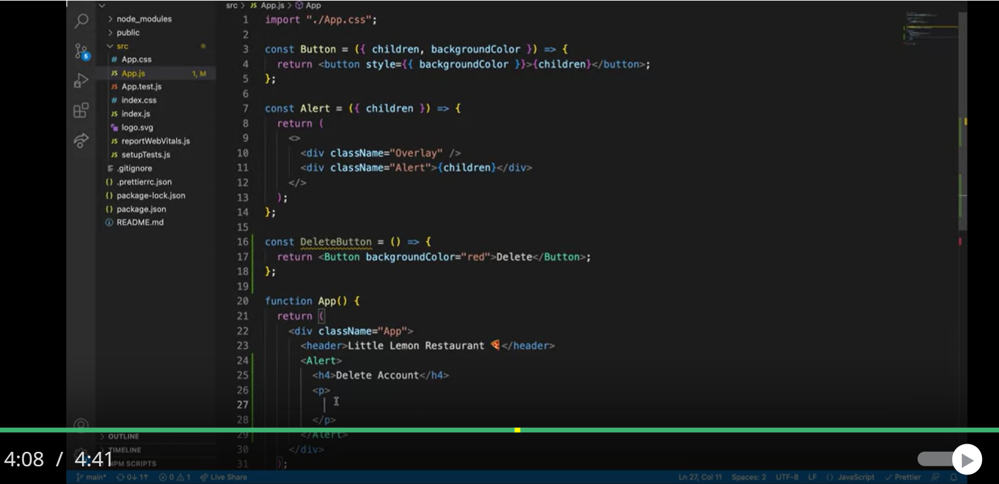 src > JS App.js > App
node_modules
public
src
# App.css
JS App.js 1, M
JS App.test.js
# index.css
JS index.js
logo.svg
JS reportWebVitals.js
JS setupTests.js
.gitignore
{} .prettierrc.json
{} package-lock.json
{} package.json
README.md
6
1 import "./App.css";
2
3 const Button = ({ children, backgroundColor }) => {
4 return <button style={{ backgroundColor }}>{children}</button>;
5 };
6
7 const Alert = ({ children }) => {
8 return (
9 <>
10 <div className="Overlay" />
11 <div className="Alert">{children}</div>
12 </>
13 );
14 };
15
16 const DeleteButton = () => {
17 return <Button backgroundColor="red">Delete</Button>;
18 };
19
20 function App() {
21 return (
22 <div className="App">
23 <header>Little Lemon Restaurant 🍕</header>
24 <Alert>
25 <h4>Delete Account</h4>
26 <p>
27
28 </p>
29 </Alert>
30 </div>
31 );
OUTLINE
TIMELINE
NPM SCRIPTS
4:08 / 4:41
main* 0↓ 1↑ 0 1 Live Share
Ln 27, Col 11 Spaces: 2 UTF-8 LF {} JavaScript ✓ Prettier